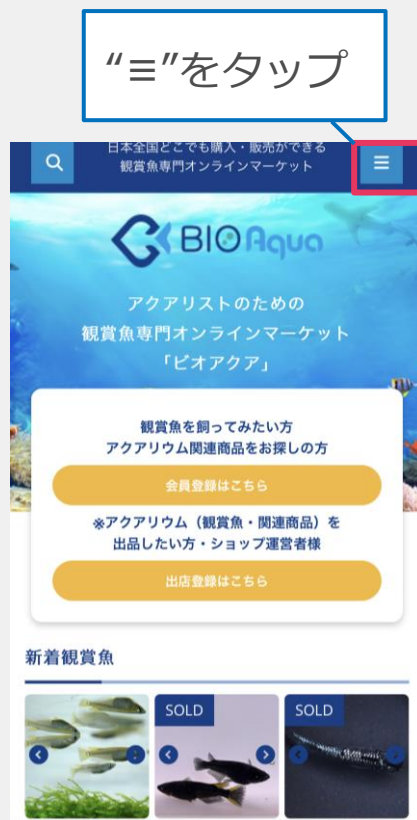 “≡”をタップ
日本全国どこでも購入・販売ができる
観賞魚専門オンラインマーケット
BIO Aqua
アクアリストのための
観賞魚専門オンラインマーケット
「ビオアクア」
観賞魚を飼ってみたい方
アクアリウム関連商品をお探しの方
会員登録はこちら
※アクアリウム（観賞魚・関連商品）を
出品したい方・ショップ運営者様
出店登録はこちら
新着観賞魚
SOLD
SOLD